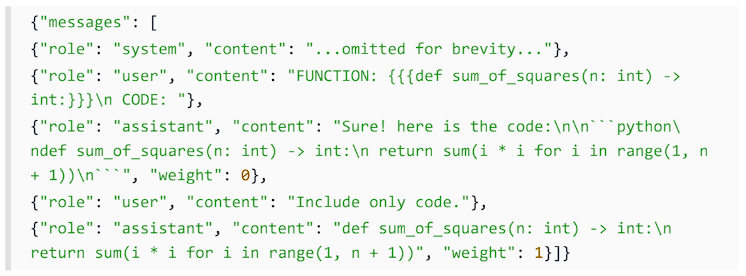 {"messages": [
{"role": "system", "content": "...omitted for brevity..."},
{"role": "user", "content": "FUNCTION: {{{def sum_of_squares(n: int) ->
int:}}}\n CODE: "},
{"role": "assistant", "content": "Sure! here is the code:\n\n```python\
ndef sum_of_squares(n: int) -> int:\n return sum(i * i for i in range(1, n
+ 1))\n```", "weight": 0},
{"role": "user", "content": "Include only code."},
{"role": "assistant", "content": "def sum_of_squares(n: int) -> int:\n
return sum(i * i for i in range(1, n + 1))", "weight": 1}]}